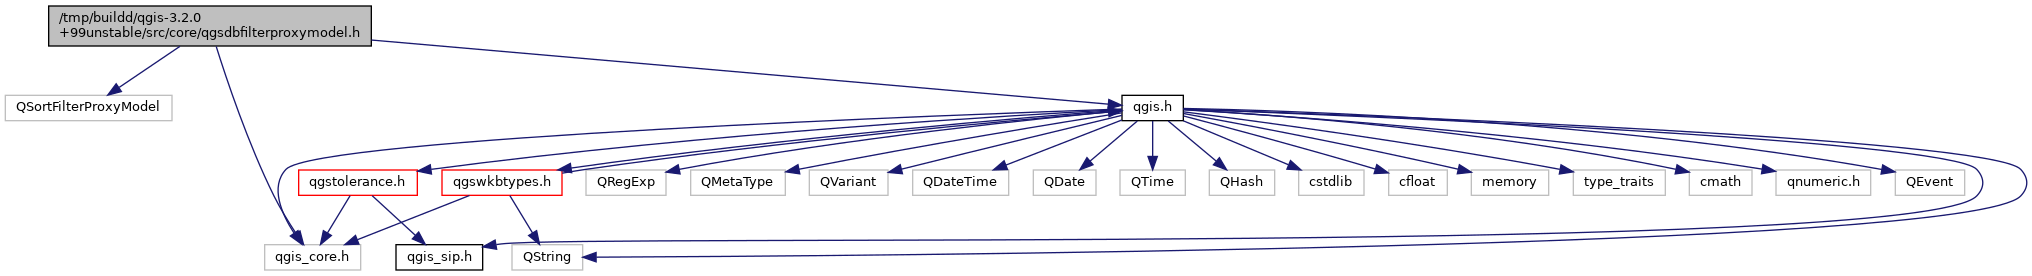 /tmp/buildd/qgis-3.2.0
+99unstable/src/core/qgsdbfilterproxymodel.h
QSortFilterProxyModel
qgis.h
qgstolerance.h
qgswkbtypes.h
QRegExp
QMetaType
QVariant
QDateTime
QDate
QTime
QHash
cstdlib
cfloat
memory
type_traits
cmath
qnumeric.h
QEvent
qgis_core.h
qgis_sip.h
QString